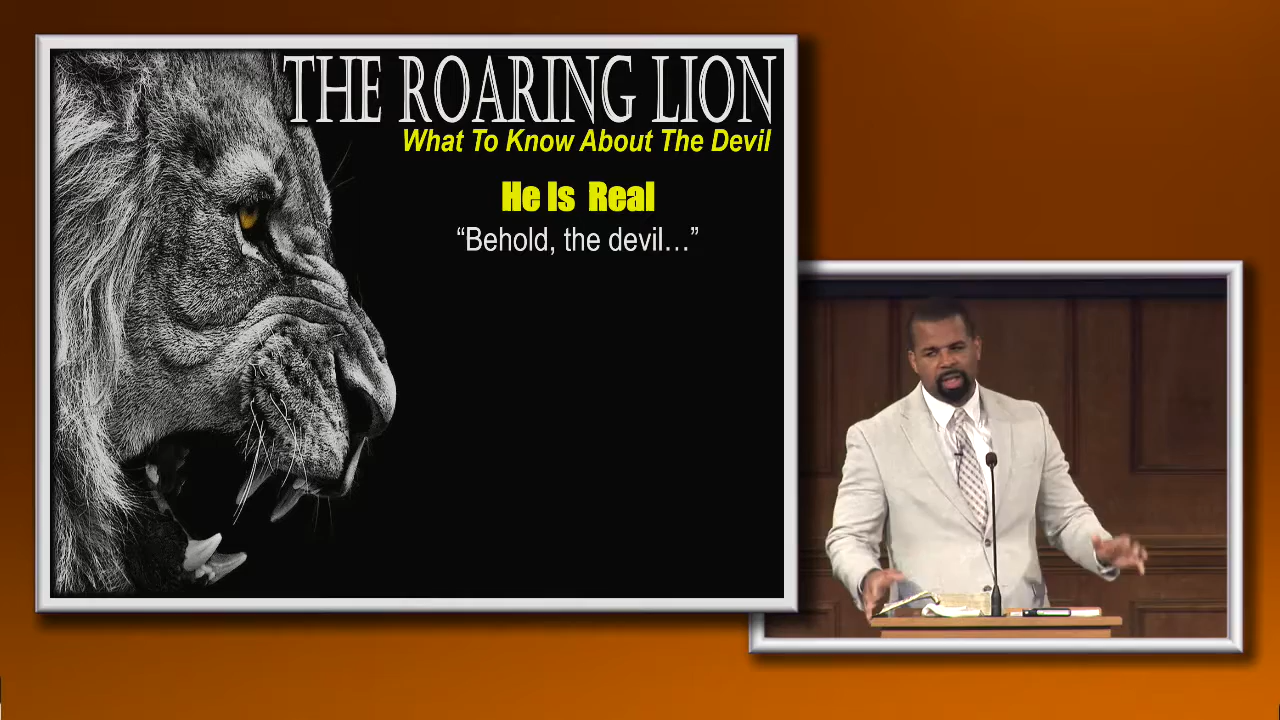 THE ROARING LION
What To Know About The Devil
He Is Real
“Behold, the devil…”